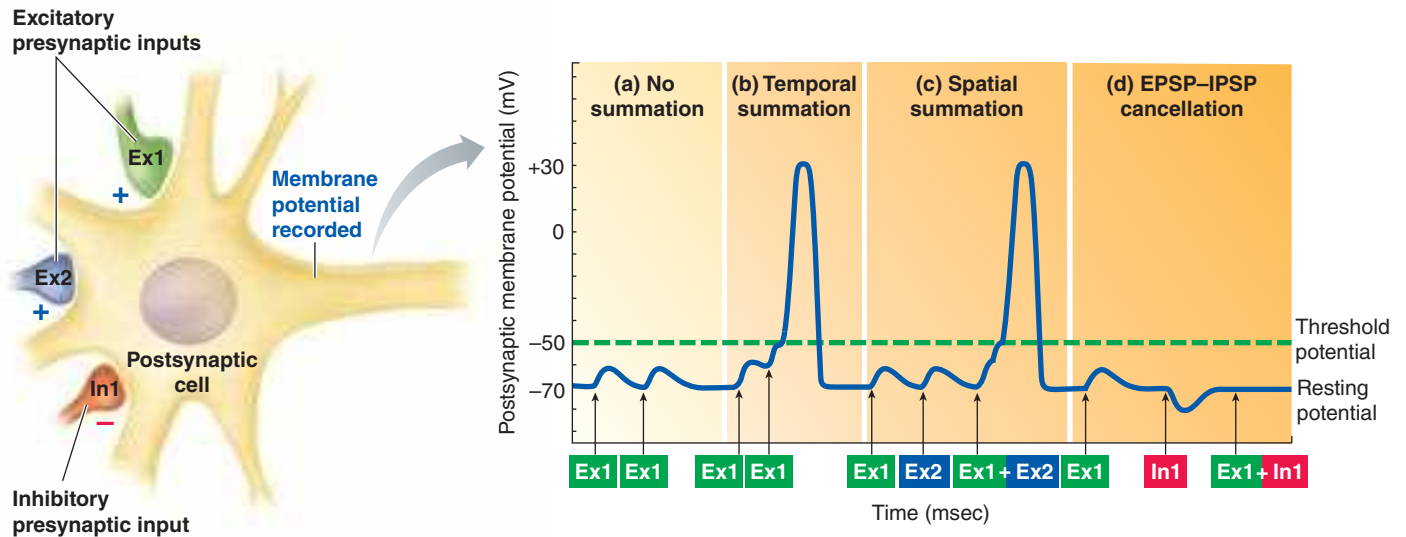 Excitatory
presynaptic inputs
Ex1
+
Ex2
+
In1
–
Postsynaptic
cell
Membrane
potential
recorded
Inhibitory
presynaptic input
Postsynaptic membrane potential (mV)
+30
0
–50
–70
(a) No
summation
(b) Temporal
summation
(c) Spatial
summation
(d) EPSP–IPSP
cancellation
Threshold
potential
Resting
potential
Ex1 Ex1 Ex1 Ex1 Ex1 Ex2 Ex1 + Ex2 Ex1 In1 Ex1 + In1
Time (msec)